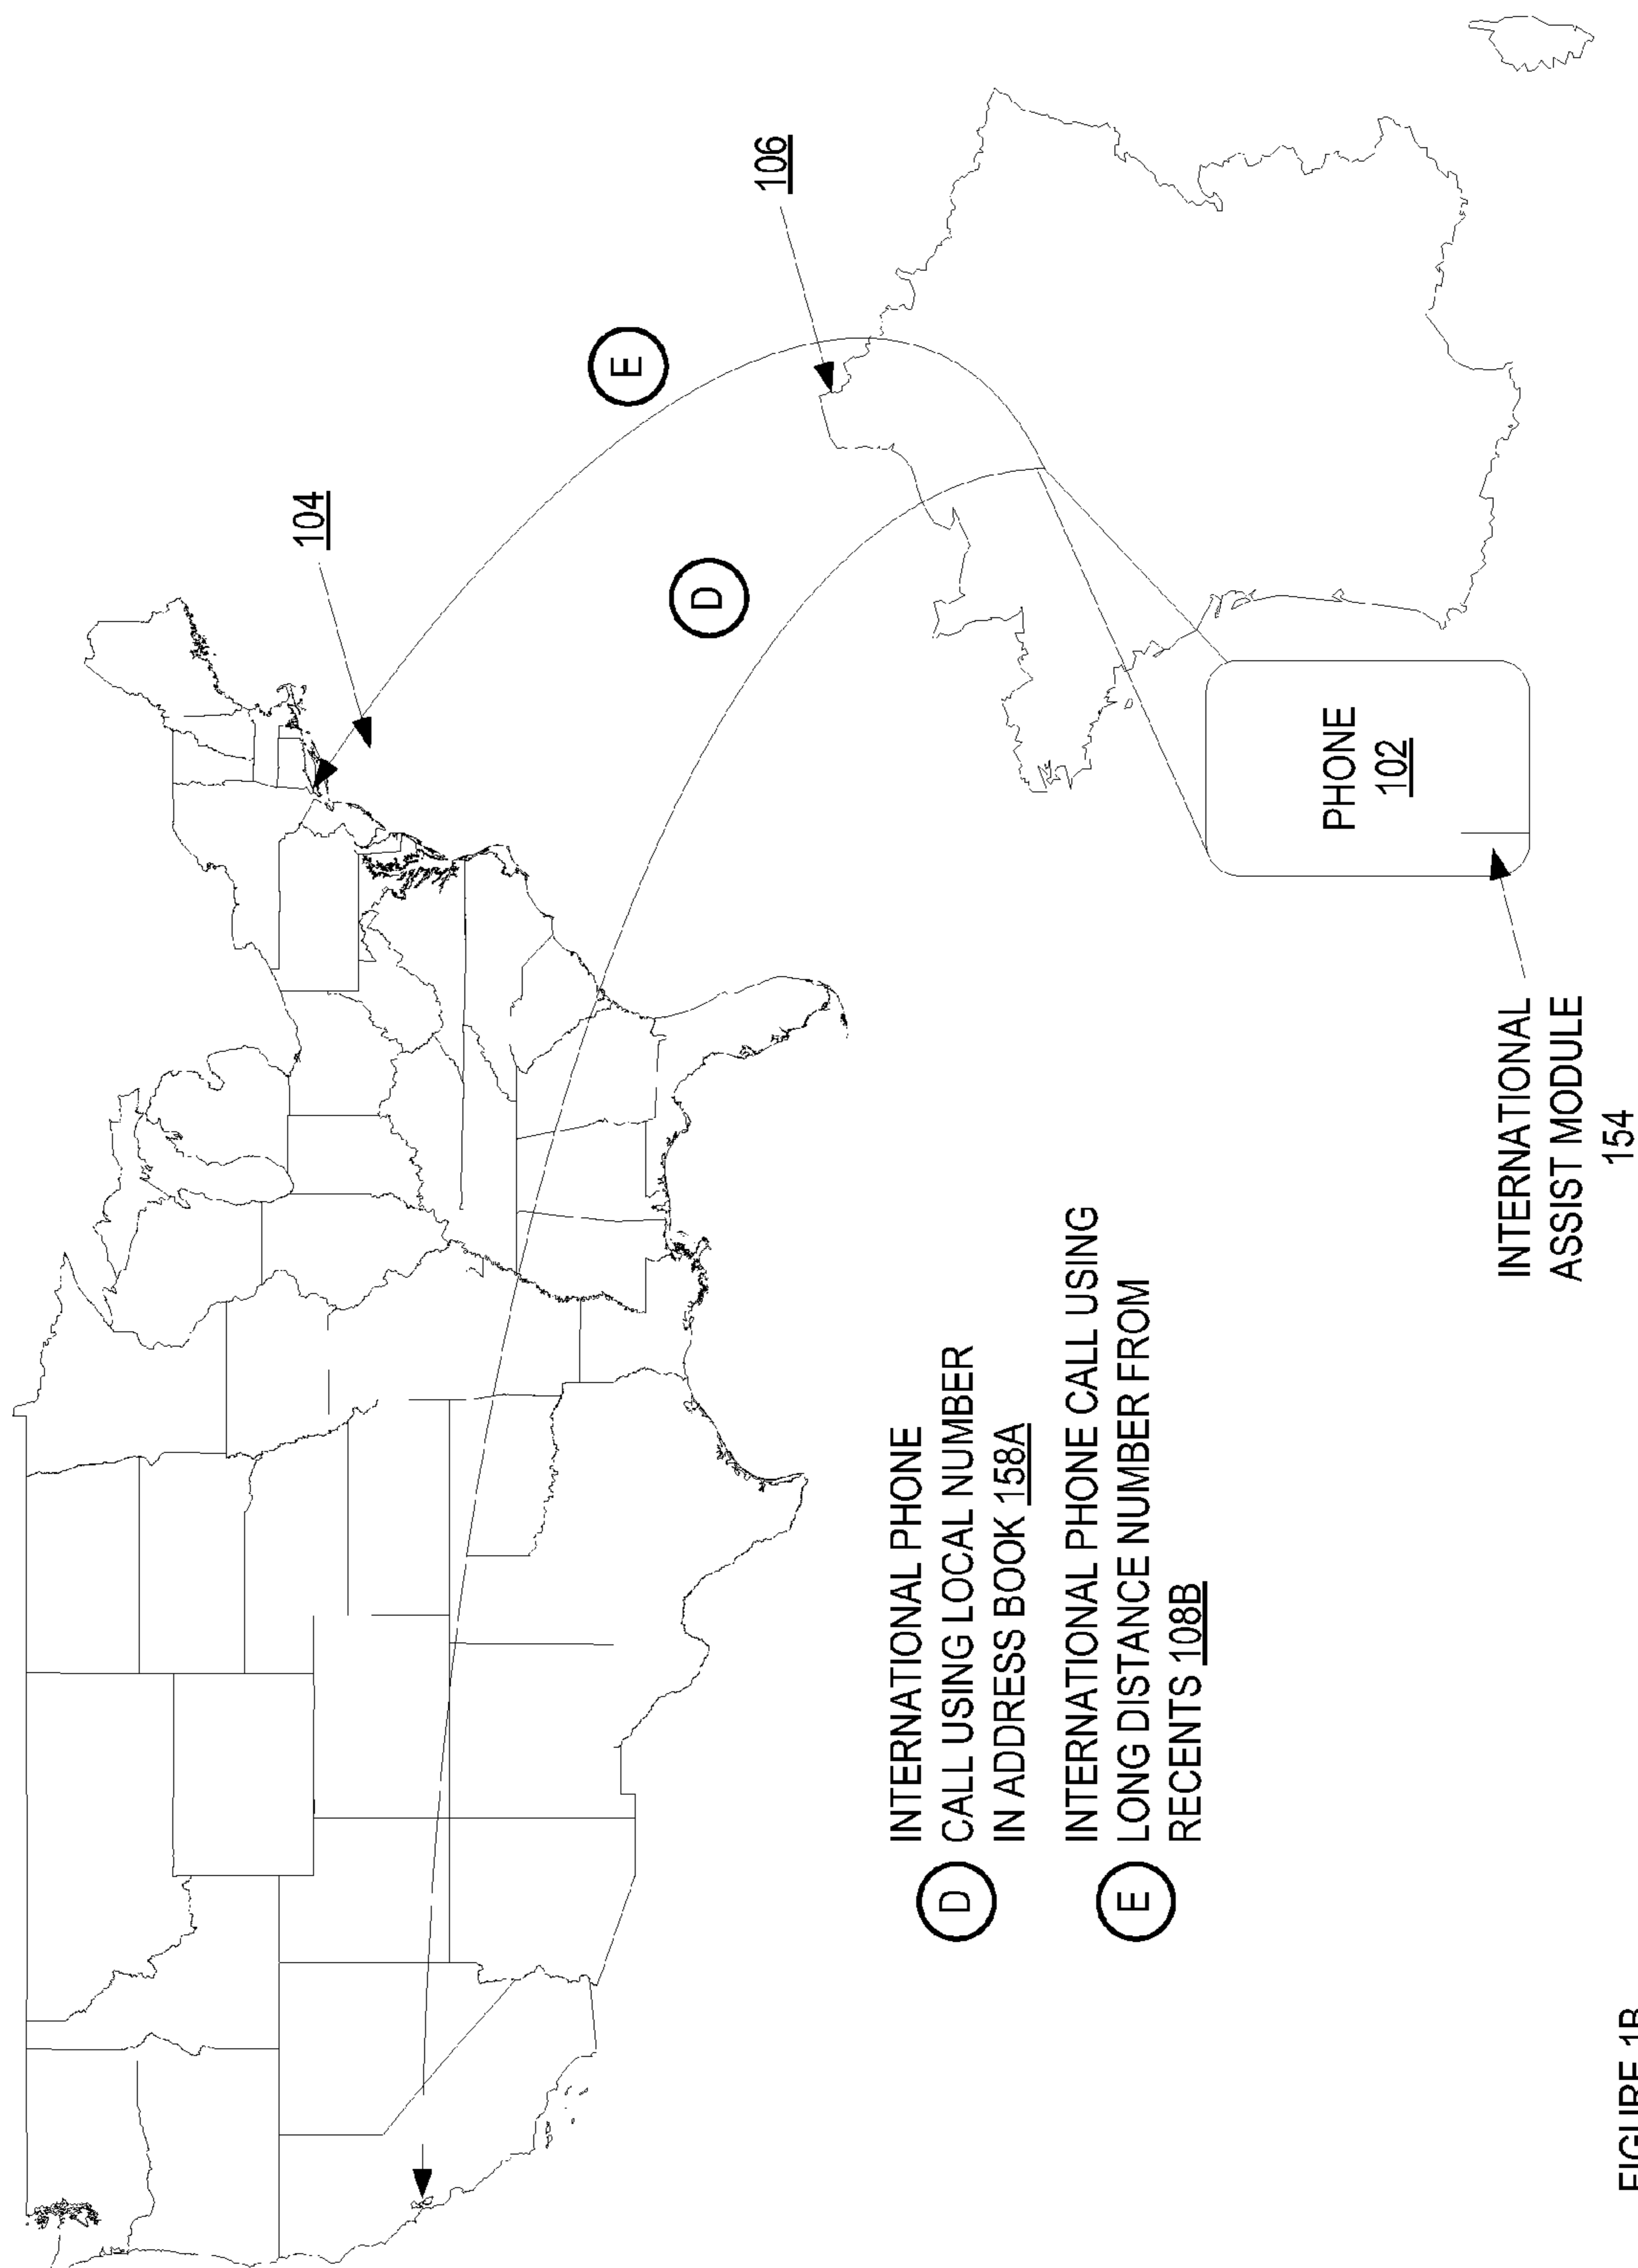 104
106
E
D
PHONE
102
INTERNATIONAL
ASSIST MODULE
154
D
INTERNATIONAL PHONE
CALL USING LOCAL NUMBER
IN ADDRESS BOOK 158A
E
INTERNATIONAL PHONE CALL USING
LONG DISTANCE NUMBER FROM
RECENTS 108B
FIGURE 1B